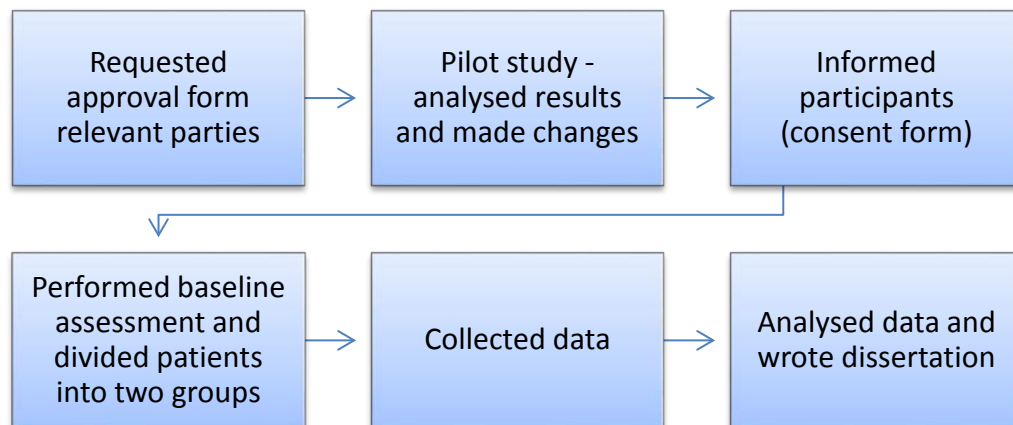 Requested
approval form
relevant parties
Pilot study -
analysed results
and made changes
Informed
participants
(consent form)
Performed baseline
assessment and
divided patients
into two groups
Collected data
Analysed data and
wrote dissertation